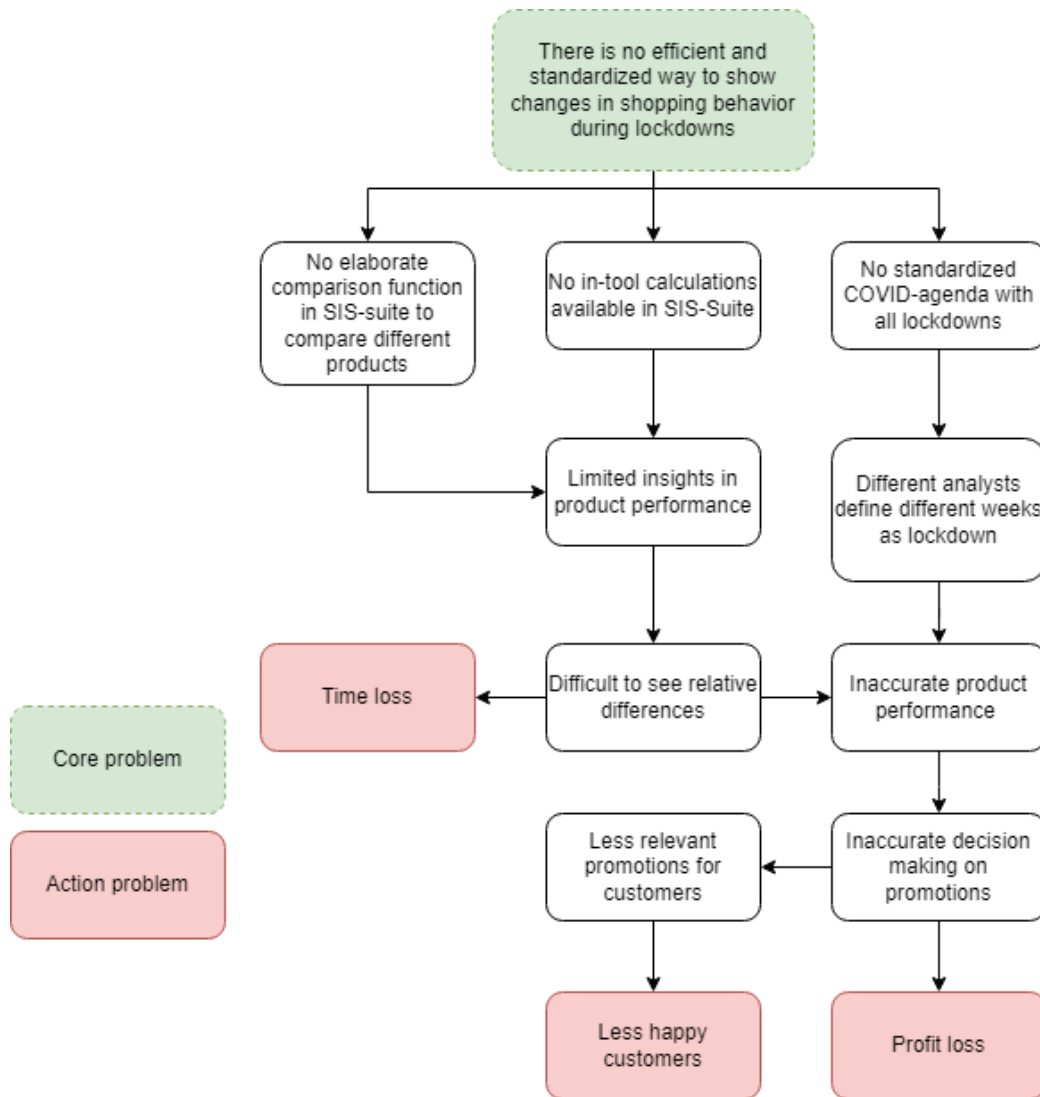 There is no efficient and
standardized way to show
changes in shopping behavior
during lockdowns
No elaborate
comparison function
in SIS-suite to
compare different
products
No in-tool calculations
available in SIS-Suite
No standardized
COVID-agenda with
all lockdowns
Limited insights in
product performance
Different analysts
define different weeks
as lockdown
Time loss
Difficult to see relative
differences
Inaccurate product
performance
Core problem
Action problem
Less relevant
promotions for
customers
Inaccurate decision
making on
promotions
Less happy
customers
Profit loss